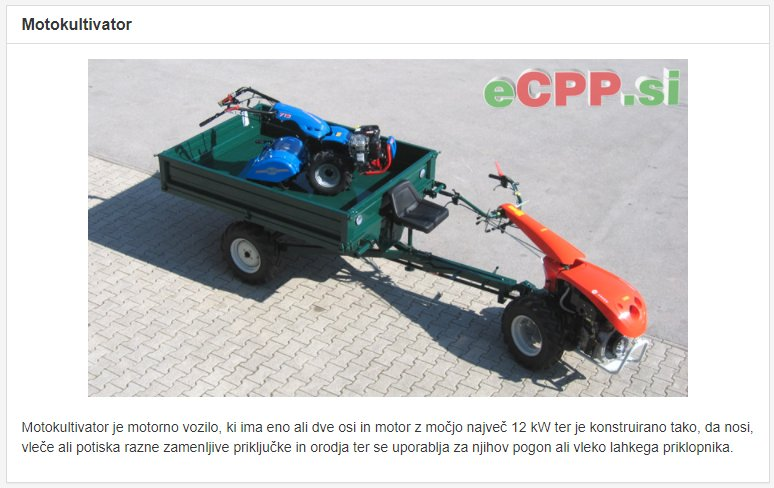 Motokultivator
eCPP.si
Motokultivator je motorno vozilo, ki ima eno ali dve osi in motor z močjo največ 12 kW ter je konstruirano tako, da nosi,
vleče ali potiska razne zamenljive priključke in orodja ter se uporablja za njihov pogon ali vleko lahkega priklopnika.